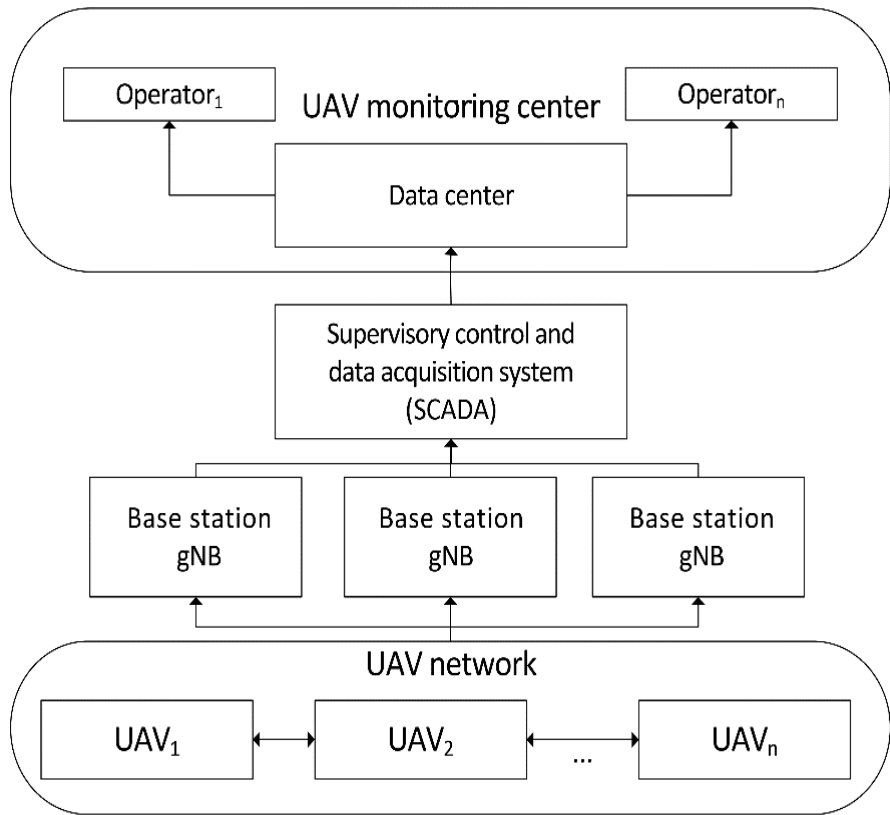 Operator₁
Operatorₙ
UAV monitoring center
Data center
Supervisory control and
data acquisition system
(SCADA)
Base station
gNB
Base station
gNB
Base station
gNB
UAV network
UAV₁
UAV₂
...
UAVₙ